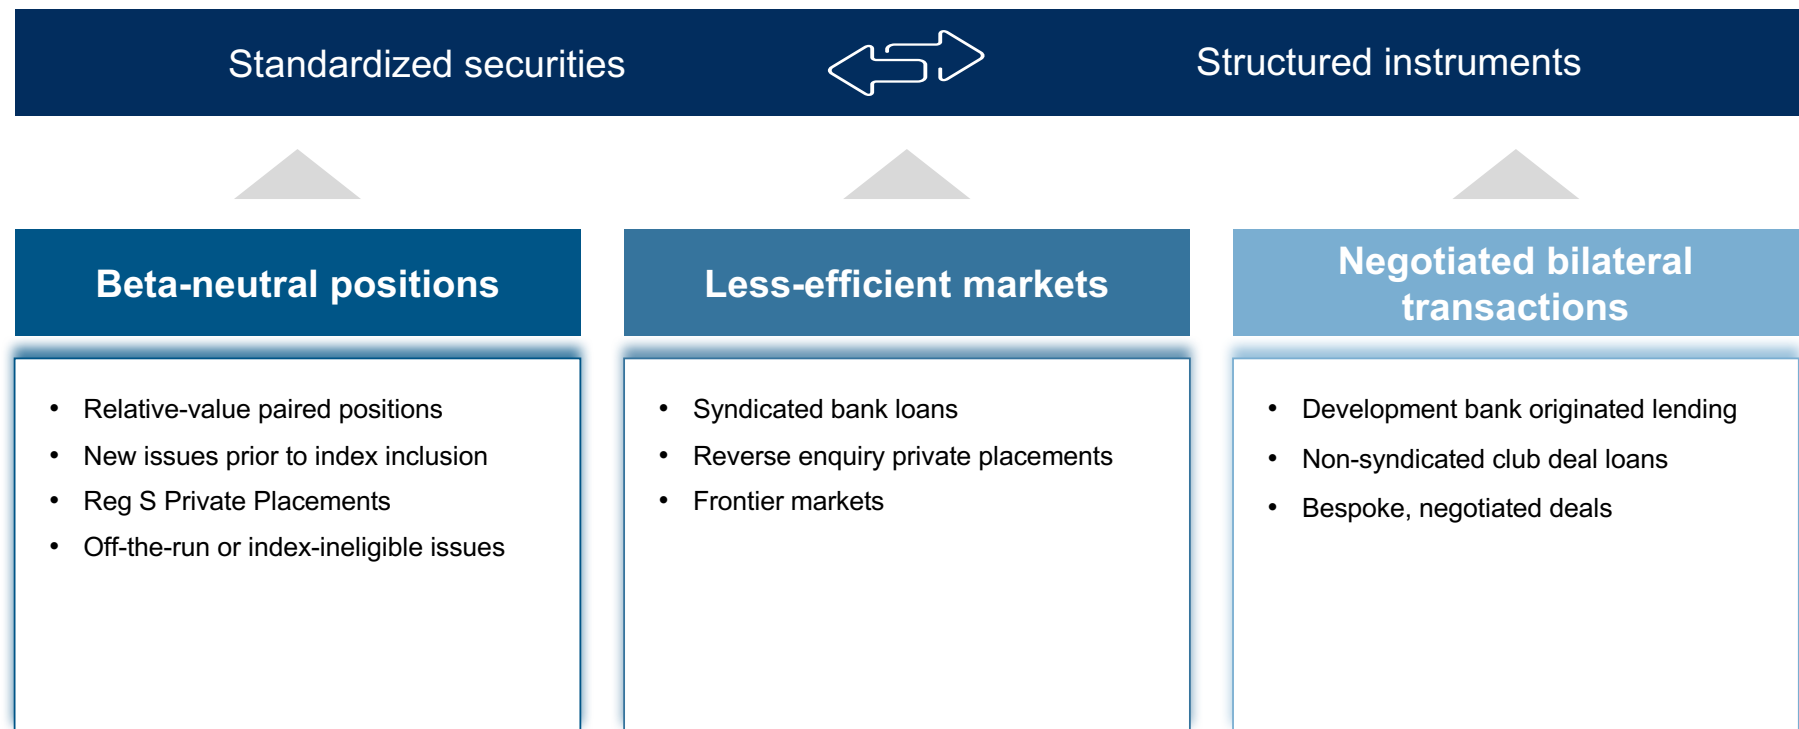 Standardized securities
Structured instruments
Beta-neutral positions
• Relative-value paired positions
• New issues prior to index inclusion
• Reg S Private Placements
• Off-the-run or index-ineligible issues
Less-efficient markets
• Syndicated bank loans
• Reverse enquiry private placements
• Frontier markets
Negotiated bilateral
transactions
• Development bank originated lending
• Non-syndicated club deal loans
• Bespoke, negotiated deals